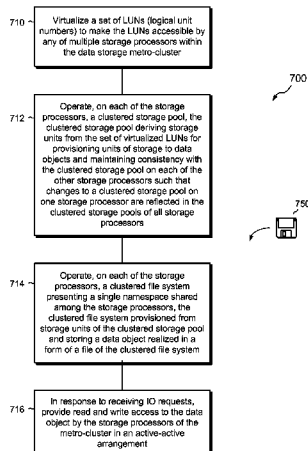 710
Virtualize a set of LUNs (logical unit
numbers) to make the LUNs accessible by
any of multiple storage processors within
the data storage metro-cluster
700
712
Operate, on each of the storage
processors, a clustered storage pool, the
clustered storage pool deriving storage
units from the set of virtualized LUNs for
provisioning units of storage to data
objects and maintaining consistency with
the clustered storage pool on each of the
other storage processors such that
changes to a clustered storage pool on
one storage processor are reflected in the
clustered storage pools of all storage
processors
750
714
Operate, on each of the storage
processors, a clustered file system
presenting a single namespace shared
among the storage processors, the
clustered file system provisioned from
storage units of the clustered storage pool
and storing a data object realized in a
form of a file of the clustered file system
716
In response to receiving IO requests,
provide read and write access to the data
object by the storage processors of the
metro-cluster in an active-active
arrangement